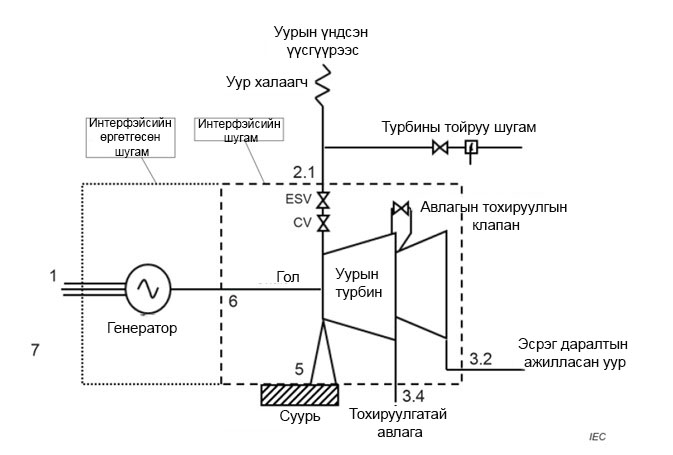 Уурын үндсэн
үүсгүүрээс
Уур халаагч
Интерфэйсийн
өргөтгөсөн
шугам
Интерфэйсийн
шугам
Турбины тойруу шугам
2.1
ESV
CV
Авлагын тохируулгын
клапан
1
Гол
Уурын
турбин
6
Генератор
7
5
3.2
Эсрэг даралтын
ажилласан уур
3.4
Суурь
Тохируулгатай
авлага
IEC